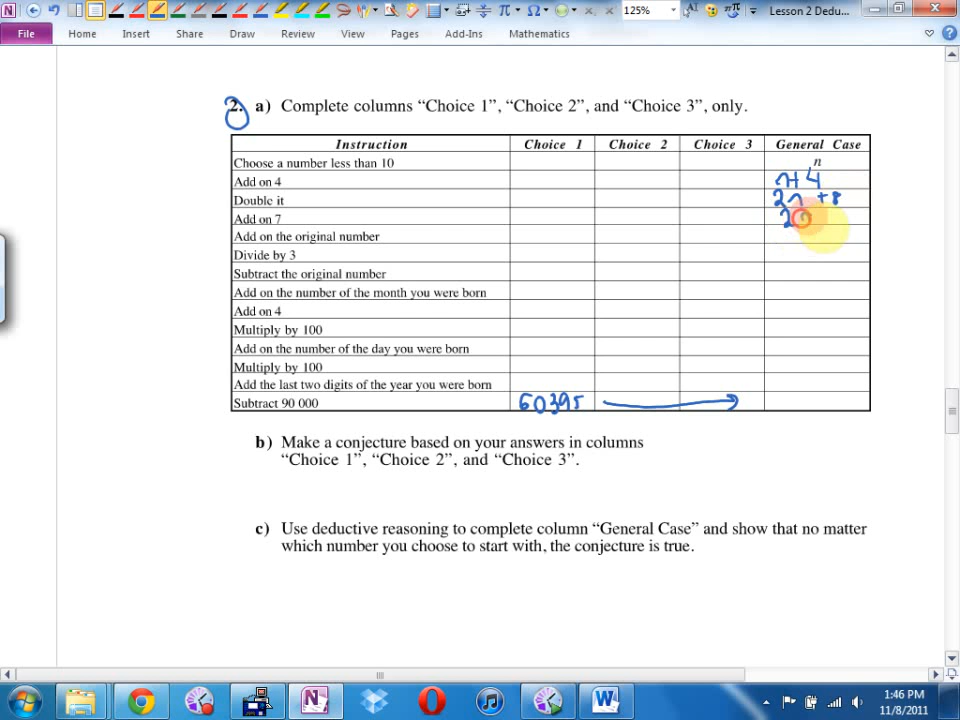 125%
Lesson 2 Dedu...
File Home Insert Share Draw Review View Pages Add-Ins Mathematics
2. a) Complete columns “Choice 1”, “Choice 2”, and “Choice 3”, only.
Instruction Choice 1 Choice 2 Choice 3 General Case
Choose a number less than 10 n
Add on 4 n+4
Double it 2n +8
Add on 7 2n
Add on the original number
Divide by 3
Subtract the original number
Add on the number of the month you were born
Add on 4
Multiply by 100
Add on the number of the day you were born
Multiply by 100
Add the last two digits of the year you were born
Subtract 90 000 60395
b) Make a conjecture based on your answers in columns
“Choice 1”, “Choice 2”, and “Choice 3”.
c) Use deductive reasoning to complete column “General Case” and show that no matter
which number you choose to start with, the conjecture is true.
1:46 PM
11/8/2011